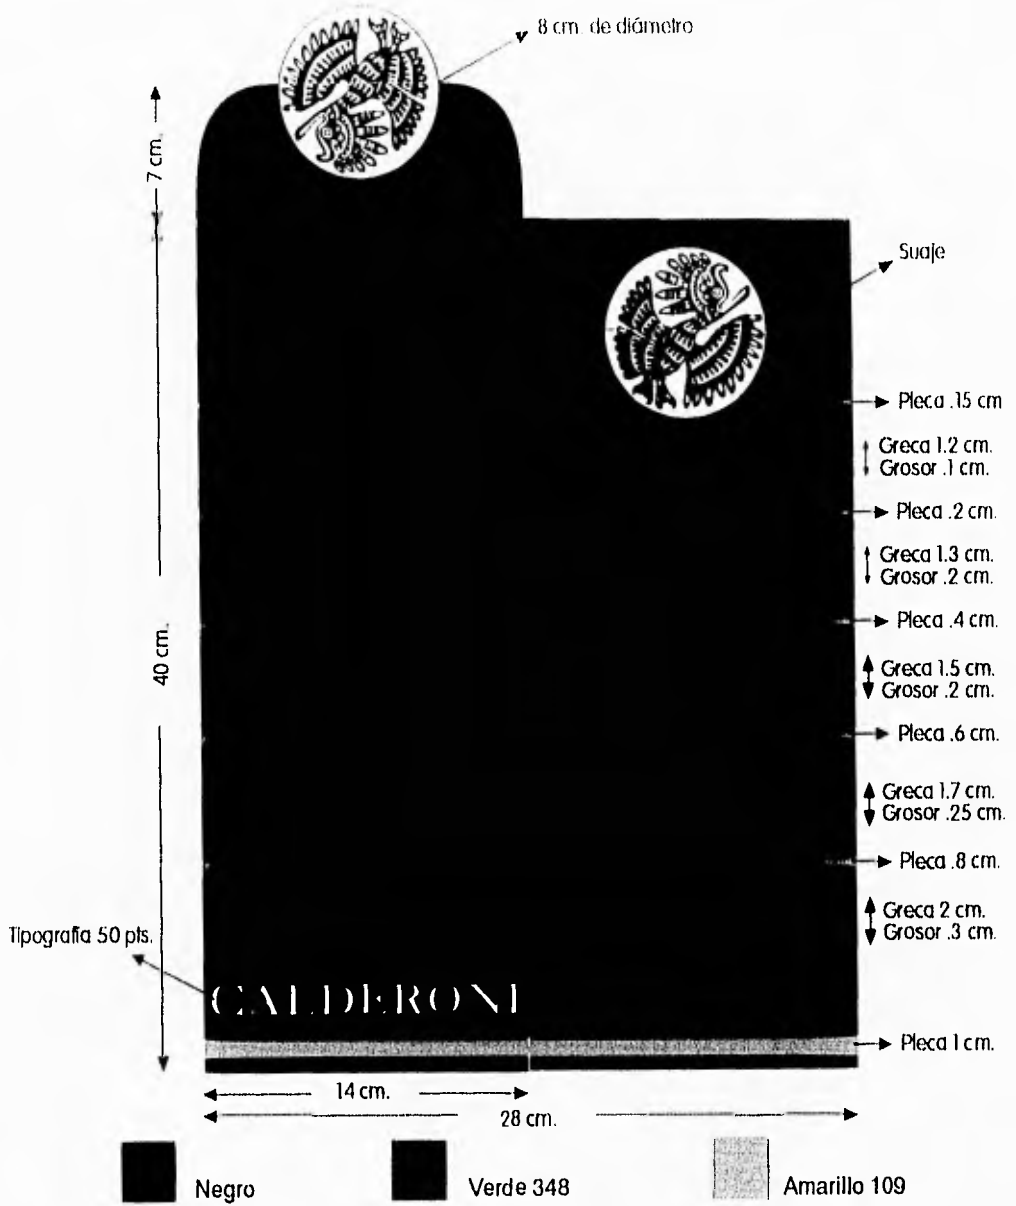 8 cm. de diámetro
7 cm.
Suaje
Pleca .15 cm
Greca 1.2 cm.
Grosor .1 cm.
Pleca .2 cm.
Greca 1.3 cm.
Grosor .2 cm.
Pleca .4 cm.
40 cm.
Greca 1.5 cm.
Grosor .2 cm.
Pleca .6 cm.
Greca 1.7 cm.
Grosor .25 cm.
Pleca .8 cm.
Greca 2 cm.
Grosor .3 cm.
Tipografía 50 pts.
CALDERONI
Pleca 1 cm.
14 cm.
28 cm.
Negro
Verde 348
Amarillo 109